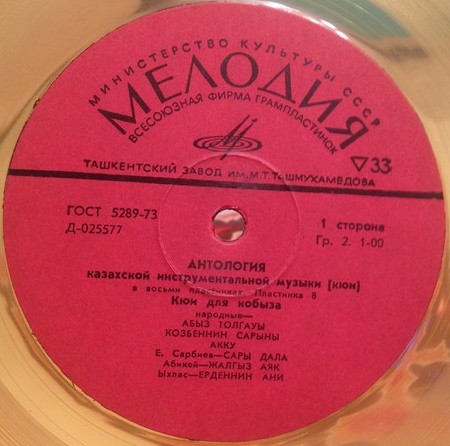 МИНИСТЕРСТВО КУЛЬТУРЫ СССР
МЕЛОДИЯ
ВСЕСОЮЗНАЯ ФИРМА ГРАМПЛАСТИНОК
▽33
ТАШКЕНТСКИЙ ЗАВОД ИМ. М.Т. ТАШМУХАМЕДОВА
ГОСТ 5289-73
Д-025577
1 сторона
Гр. 2. 1-00
АНТОЛОГИЯ
казахской инструментальной музыки [кюи]
в восьми пластинках. Пластинка 8
Кюи для кобыза
народные—
АБЫЗ ТОЛГАУЫ
КОЗБЕННИН САРЫНЫ
АККУ
Е. Сарбиев—САРЫ ДАЛА
Абикей—ЖАЛГЫЗ АЯК
Ыхлас—ЕРДЕННИН АНИ